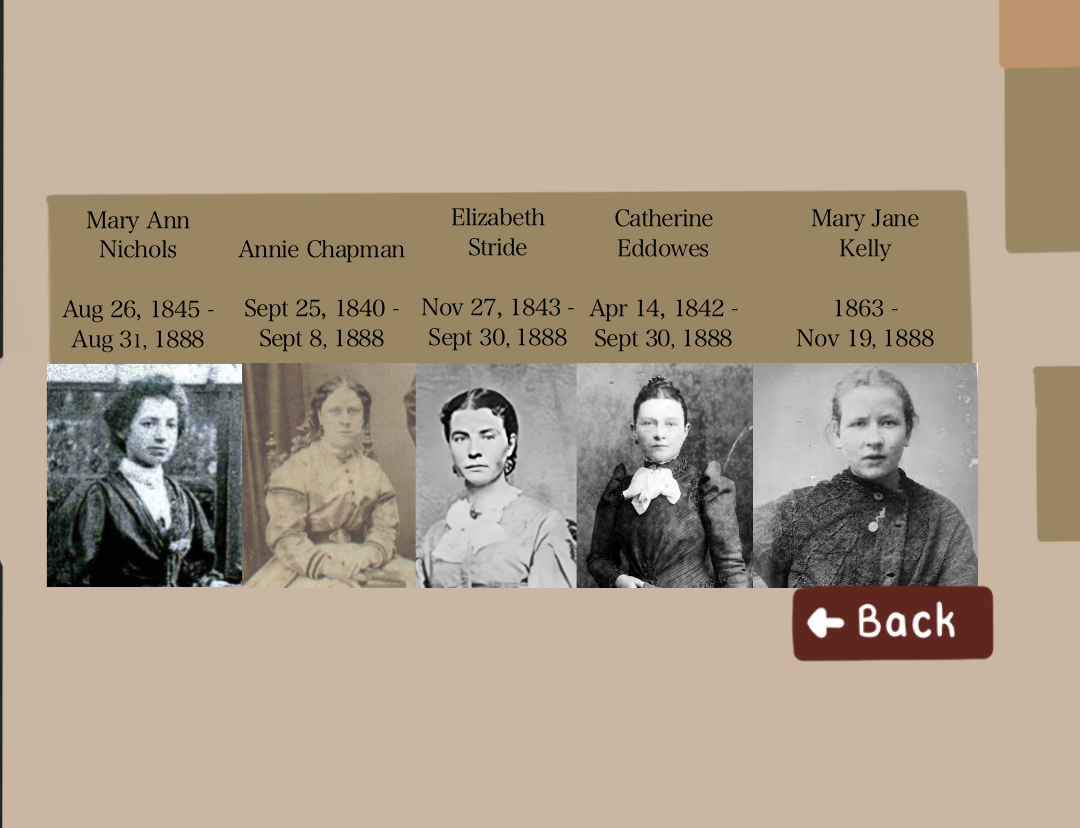 Mary Ann
Nichols
Aug 26, 1845 -
Aug 31, 1888
Annie Chapman
Sept 25, 1840 -
Sept 8, 1888
Elizabeth
Stride
Nov 27, 1843 -
Sept 30, 1888
Catherine
Eddowes
Apr 14, 1842 -
Sept 30, 1888
Mary Jane
Kelly
1863 -
Nov 19, 1888
Back